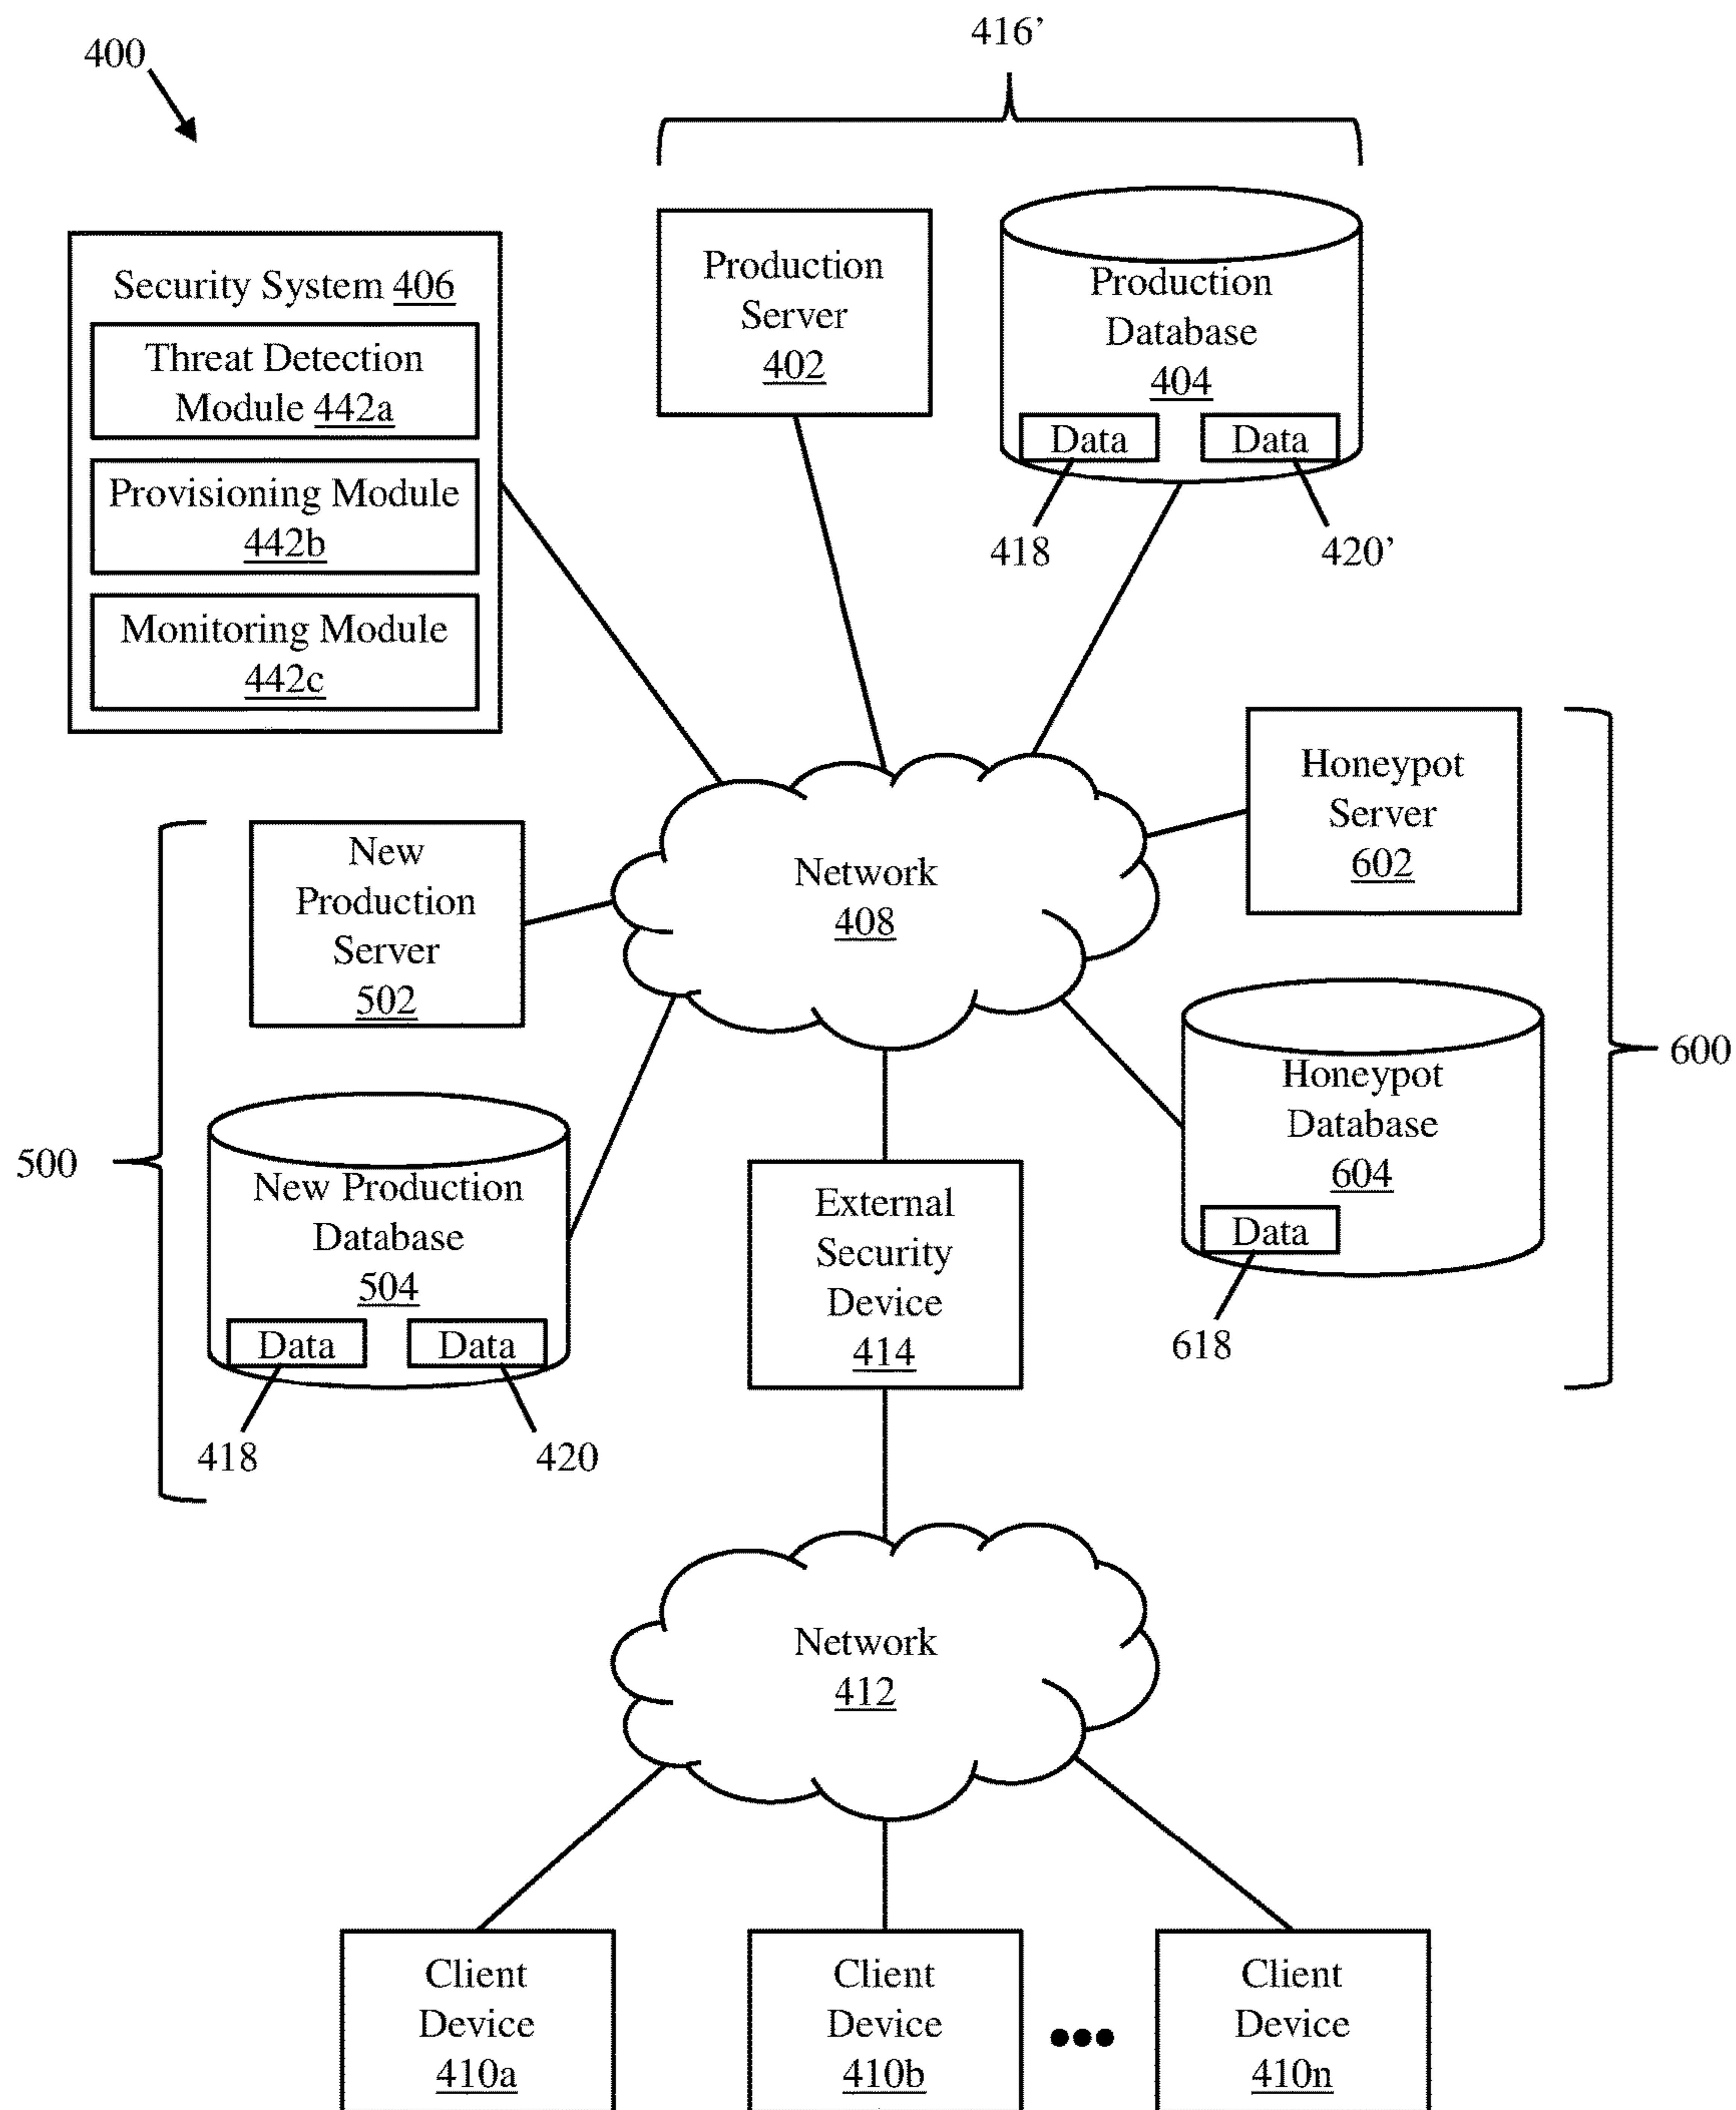 400
416’
Security System 406
Threat Detection
Module 442a
Provisioning Module
442b
Monitoring Module
442c
Production
Server
402
Production
Database
404
Data
Data
418
420’
Network
408
Honeypot
Server
602
New
Production
Server
502
Honeypot
Database
604
Data
618
600
500
New Production
Database
504
Data
Data
418
420
External
Security
Device
414
Network
412
Client
Device
410a
Client
Device
410b
Client
Device
410n